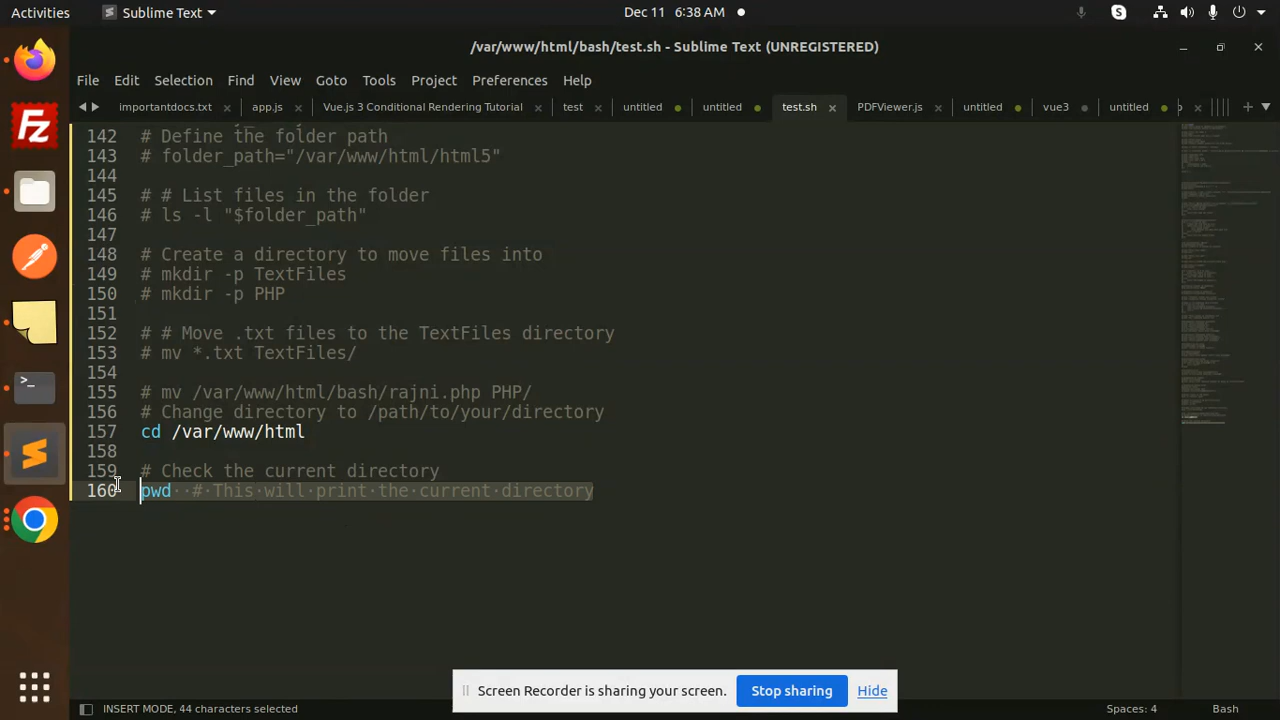 Activities
Sublime Text
Dec 11 6:38 AM
/var/www/html/bash/test.sh - Sublime Text (UNREGISTERED)
File Edit Selection Find View Goto Tools Project Preferences Help
importantdocs.txt app.js Vue.js 3 Conditional Rendering Tutorial test untitled untitled test.sh PDFViewer.js untitled vue3 untitled
142 # Define the folder path
143 # folder_path="/var/www/html/html5"
144
145 # # List files in the folder
146 # ls -l "$folder_path"
147
148 # Create a directory to move files into
149 # mkdir -p TextFiles
150 # mkdir -p PHP
151
152 # # Move .txt files to the TextFiles directory
153 # mv *.txt TextFiles/
154
155 # mv /var/www/html/bash/rajni.php PHP/
156 # Change directory to /path/to/your/directory
157 cd /var/www/html
158
159 # Check the current directory
160 pwd  # This will print the current directory
Screen Recorder is sharing your screen. Stop sharing Hide
INSERT MODE, 44 characters selected
Spaces: 4
Bash